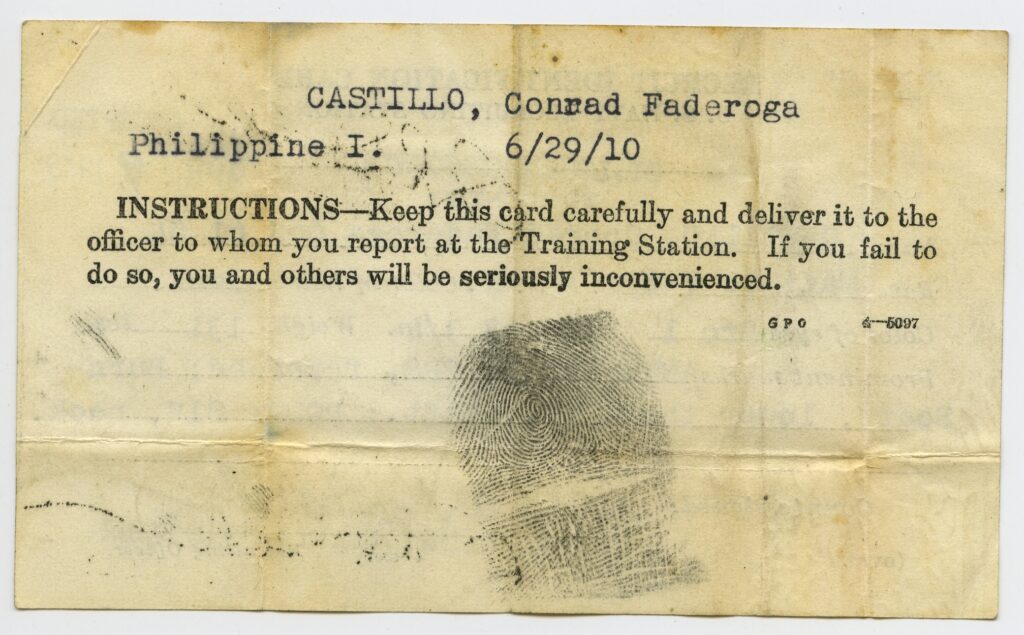 CASTILLO, Conrad Faderoga
Philippine I. 6/29/10
INSTRUCTIONS—Keep this card carefully and deliver it to the
officer to whom you report at the Training Station. If you fail to
do so, you and others will be seriously inconvenienced.
GPO 4—5097